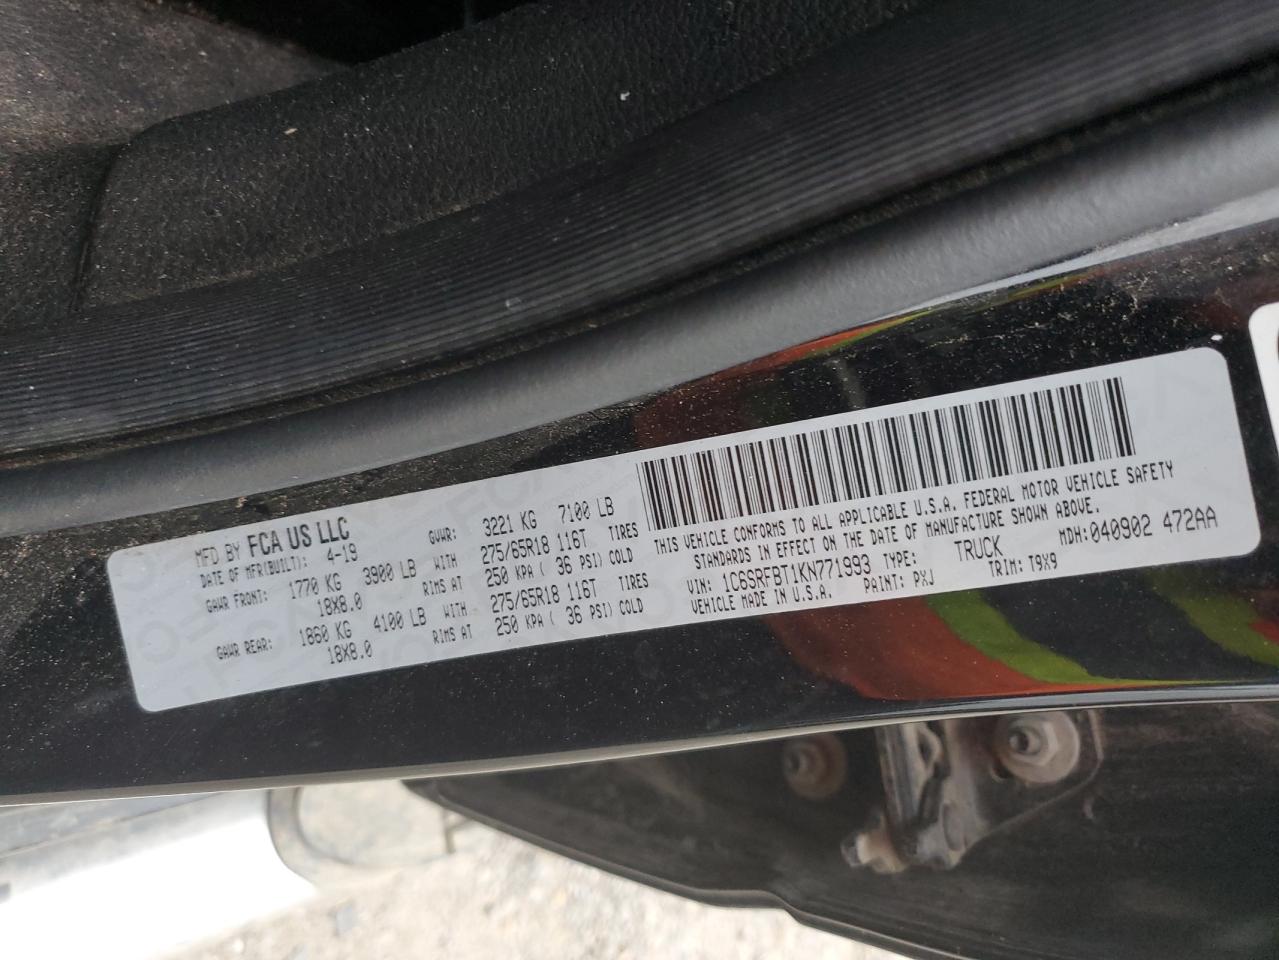 MFD BY FCA US LLC
DATE OF MFR(BUILT): 4-19 GVWR: 3221 KG 7100 LB
GAWR FRONT: 1770 KG 3900 LB WITH 275/65R18 116T TIRES
18X8.0 RIMS AT 250 KPA ( 36 PSI) COLD
GAWR REAR: 1860 KG 4100 LB WITH 275/65R18 116T TIRES
18X8.0 RIMS AT 250 KPA ( 36 PSI) COLD
THIS VEHICLE CONFORMS TO ALL APPLICABLE U.S.A. FEDERAL MOTOR VEHICLE SAFETY
STANDARDS IN EFFECT ON THE DATE OF MANUFACTURE SHOWN ABOVE.
VIN: 1C6SRFBT1KN771993 TYPE: TRUCK MDH: 040902 472AA
VEHICLE MADE IN U.S.A. PAINT: PXJ TRIM: T9X9